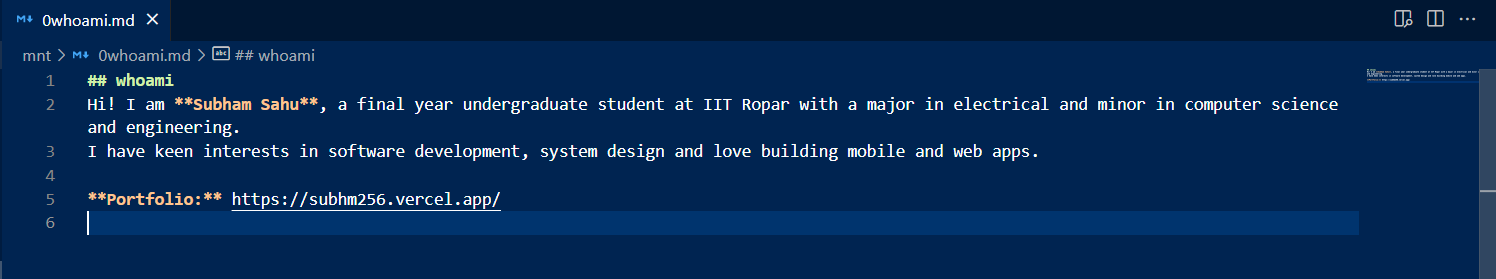 0whoami.md
mnt > 0whoami.md > ## whoami
1 ## whoami
2 Hi! I am **Subham Sahu**, a final year undergraduate student at IIT Ropar with a major in electrical and minor in computer science
and engineering.
3 I have keen interests in software development, system design and love building mobile and web apps.
4
5 **Portfolio:** https://subhm256.vercel.app/
6